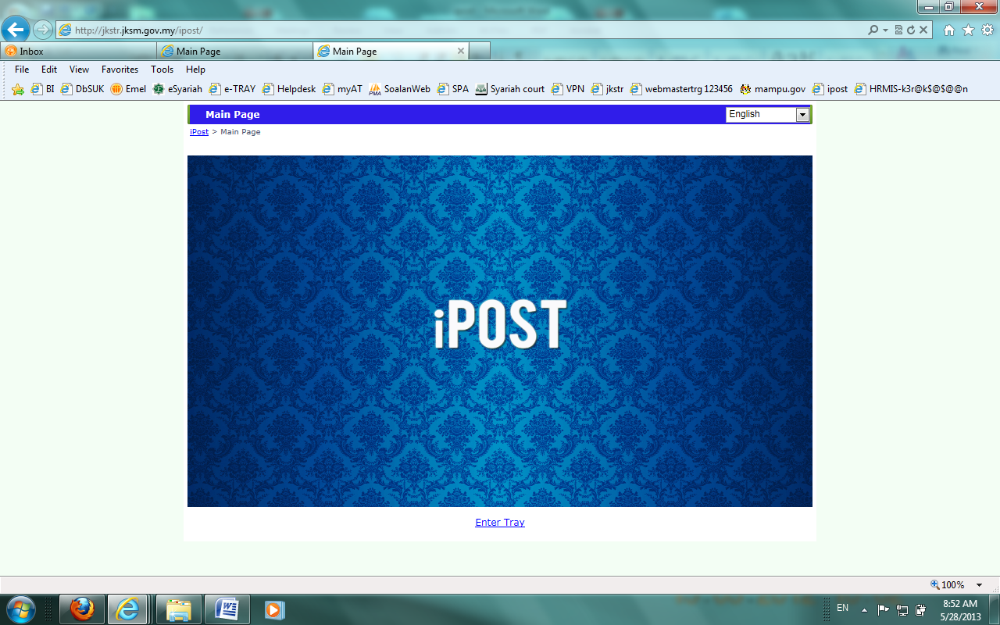 http://jkstr.jksm.gov.my/ipost/
Inbox
Main Page
Main Page
File Edit View Favorites Tools Help
BI DbSUK Emel eSyariah e-TRAY Helpdesk myAT PMA SoalanWeb SPA Syariah court VPN jkstr webmastertrg 123456 mampu.gov ipost HRMIS-k3r@k$@$@@n
Main Page
English
iPost > Main Page
iPOST
Enter Tray
100%
EN
8:52 AM
5/28/2013